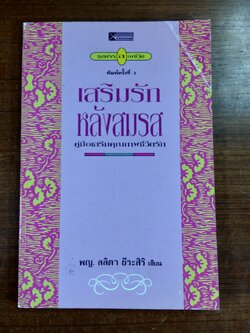 พิมพ์ครั้งที่ ๓
เสริมรัก
หลังสมรส
คู่มือเสริมคุณภาพชีวิตรัก
พญ. ลลิตา ธีระสิริ เขียน